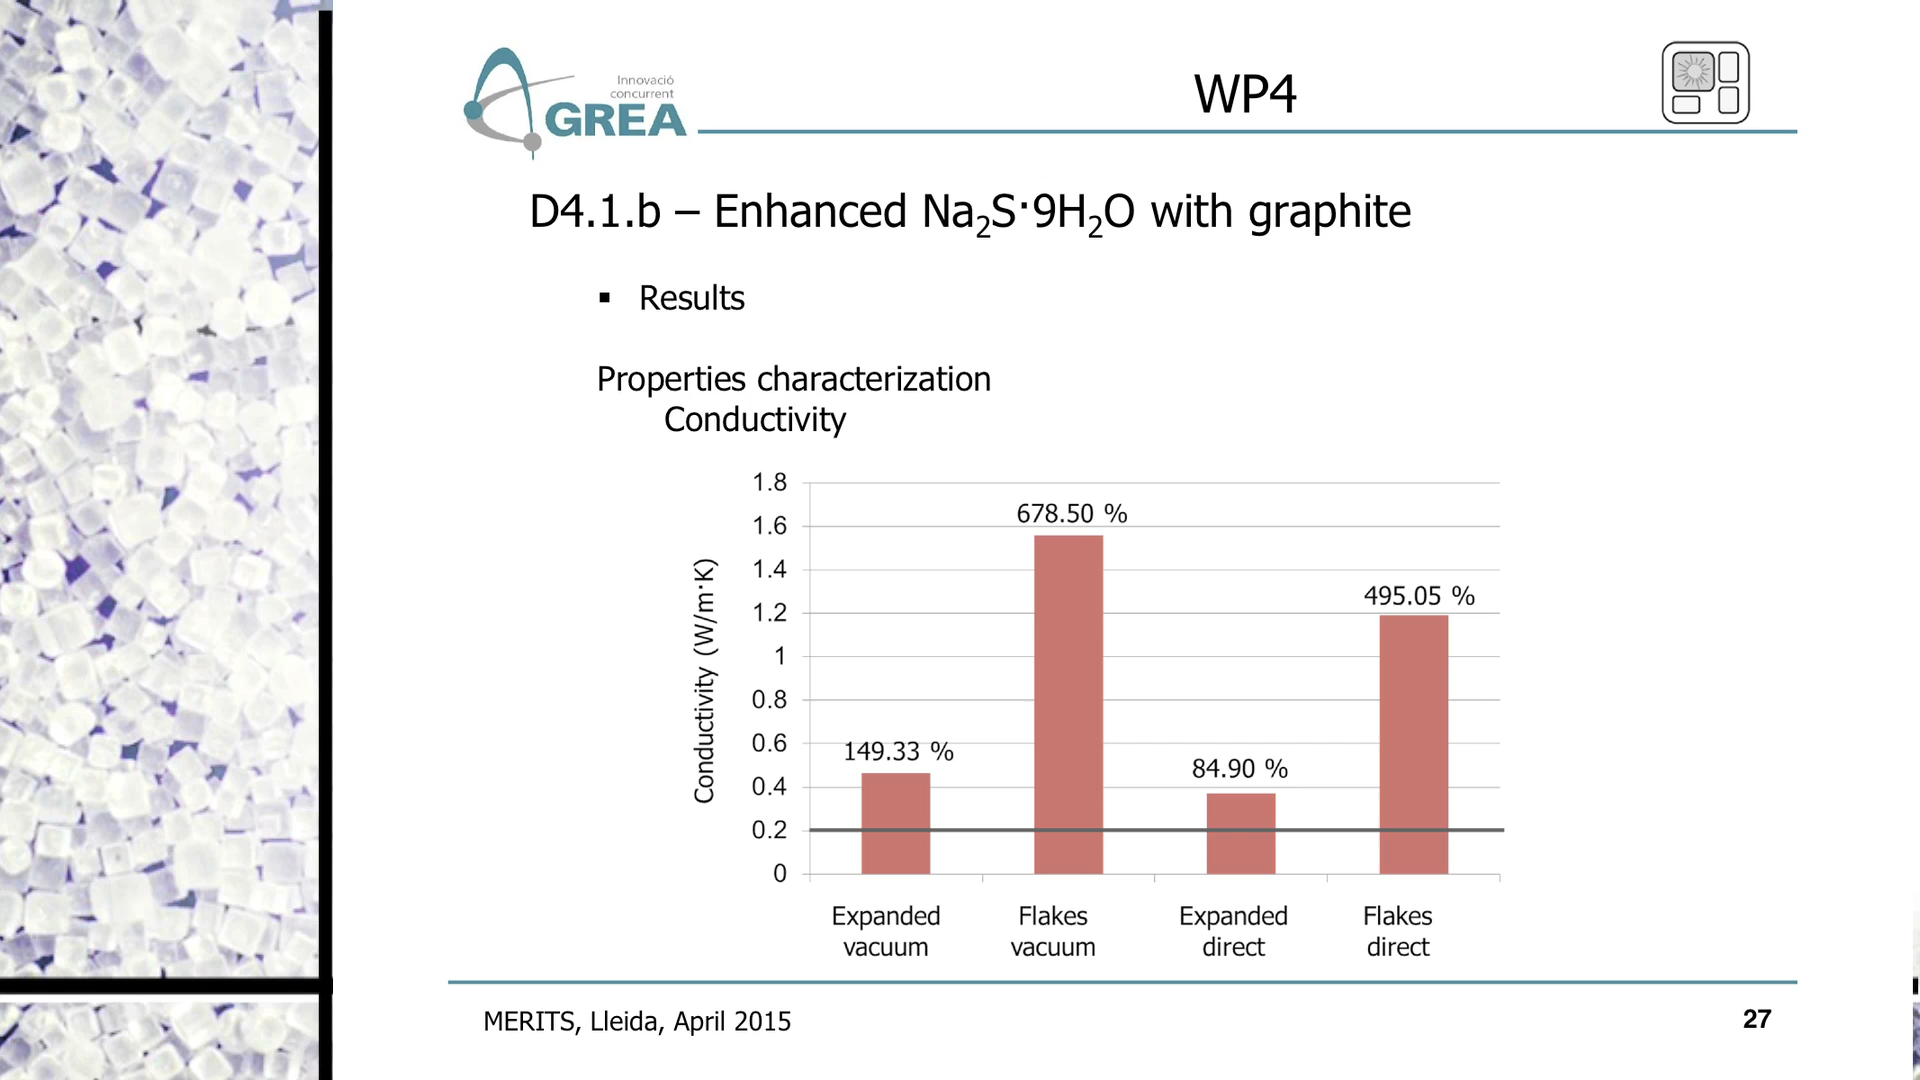 Innovació
concurrent
GREA
WP4
D4.1.b – Enhanced Na₂S·9H₂O with graphite
▪ Results
Properties characterization
Conductivity
Conductivity (W/m·K)
1.8
1.6
1.4
1.2
1
0.8
0.6
0.4
0.2
0
149.33 %
678.50 %
84.90 %
495.05 %
Expanded
vacuum
Flakes
vacuum
Expanded
direct
Flakes
direct
MERITS, Lleida, April 2015
27